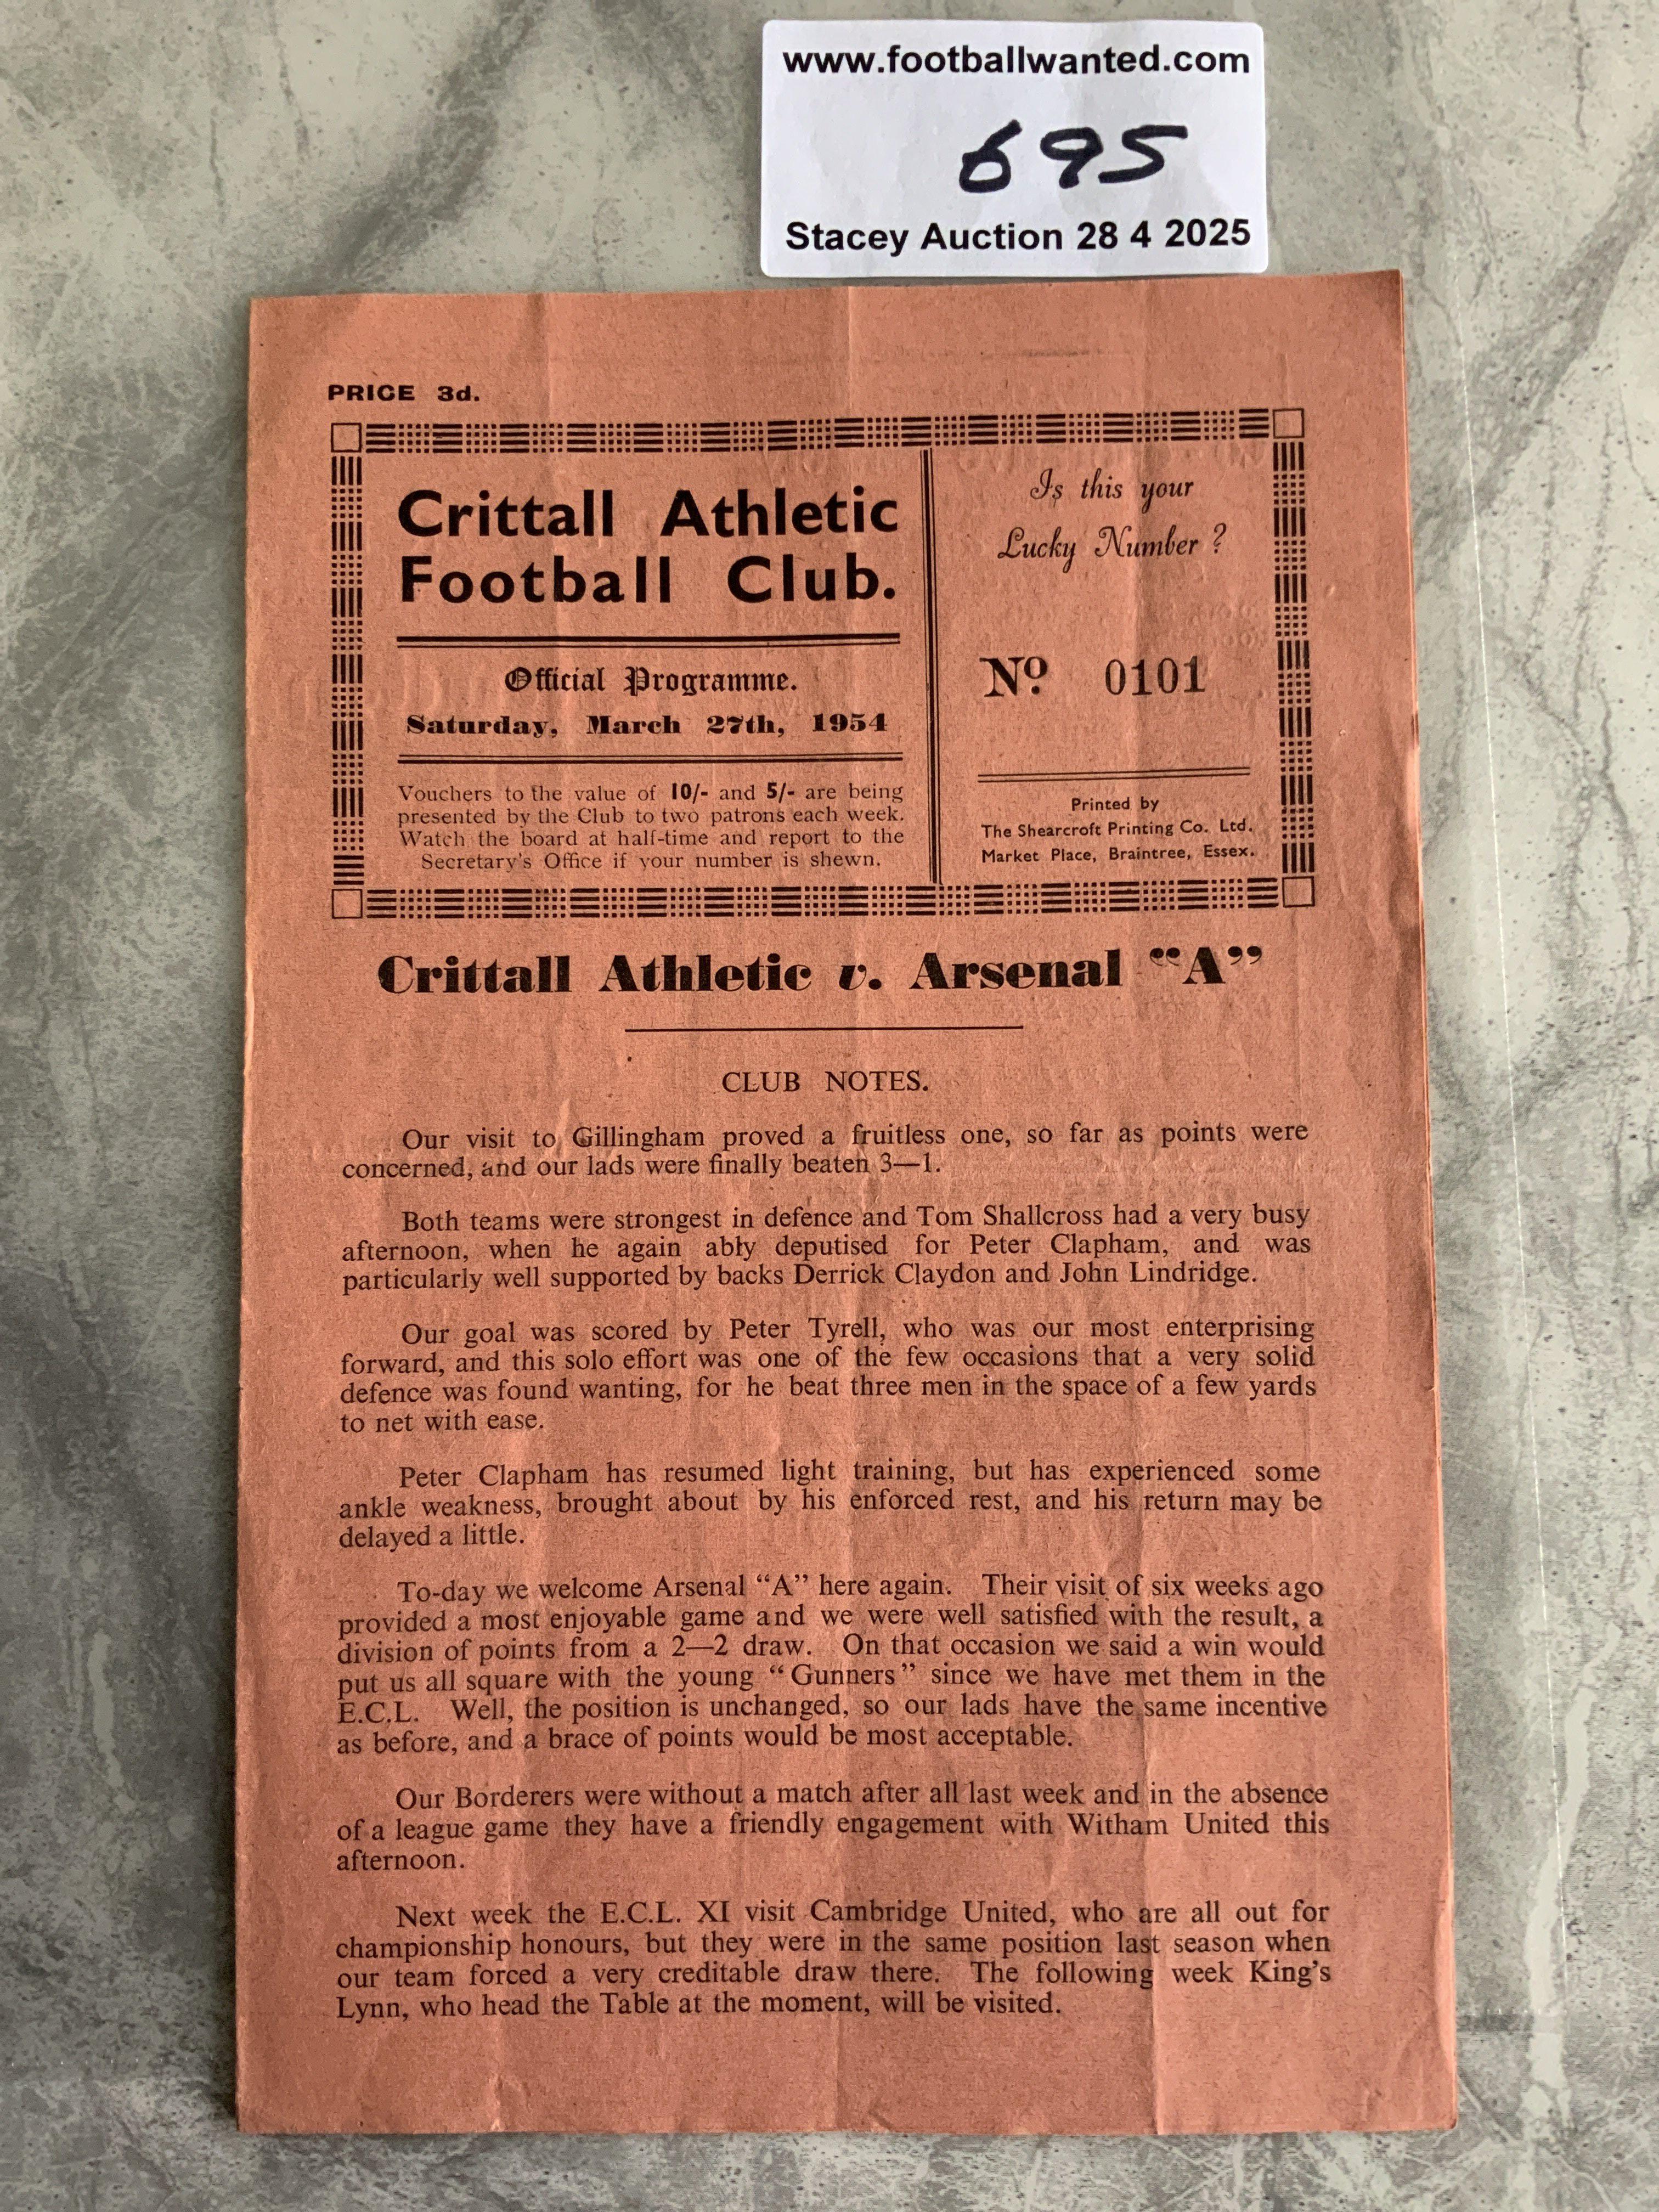 www.footballwanted.com
695
Stacey Auction 28 4 2025
PRICE 3d.
Crittall Athletic
Football Club.
Official Programme.
Saturday, March 27th, 1954
Vouchers to the value of 10/- and 5/- are being
presented by the Club to two patrons each week.
Watch the board at half-time and report to the
Secretary's Office if your number is shewn.
Is this your
Lucky Number ?
No. 0101
Printed by
The Shearcroft Printing Co. Ltd.
Market Place, Braintree, Essex.
Crittall Athletic v. Arsenal "A"
CLUB NOTES.
Our visit to Gillingham proved a fruitless one, so far as points were
concerned, and our lads were finally beaten 3—1.
Both teams were strongest in defence and Tom Shallcross had a very busy
afternoon, when he again ably deputised for Peter Clapham, and was
particularly well supported by backs Derrick Claydon and John Lindridge.
Our goal was scored by Peter Tyrell, who was our most enterprising
forward, and this solo effort was one of the few occasions that a very solid
defence was found wanting, for he beat three men in the space of a few yards
to net with ease.
Peter Clapham has resumed light training, but has experienced some
ankle weakness, brought about by his enforced rest, and his return may be
delayed a little.
To-day we welcome Arsenal "A" here again. Their visit of six weeks ago
provided a most enjoyable game and we were well satisfied with the result, a
division of points from a 2—2 draw. On that occasion we said a win would
put us all square with the young "Gunners" since we have met them in the
E.C.L. Well, the position is unchanged, so our lads have the same incentive
as before, and a brace of points would be most acceptable.
Our Borderers were without a match after all last week and in the absence
of a league game they have a friendly engagement with Witham United this
afternoon.
Next week the E.C.L. XI visit Cambridge United, who are all out for
championship honours, but they were in the same position last season when
our team forced a very creditable draw there. The following week King's
Lynn, who head the Table at the moment, will be visited.